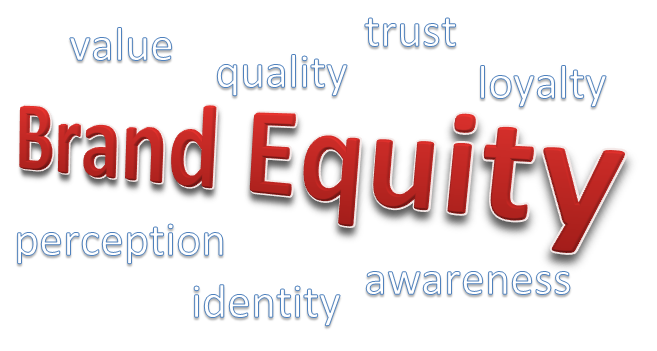 value
trust
quality
loyalty
Brand Equity
perception
awareness
identity